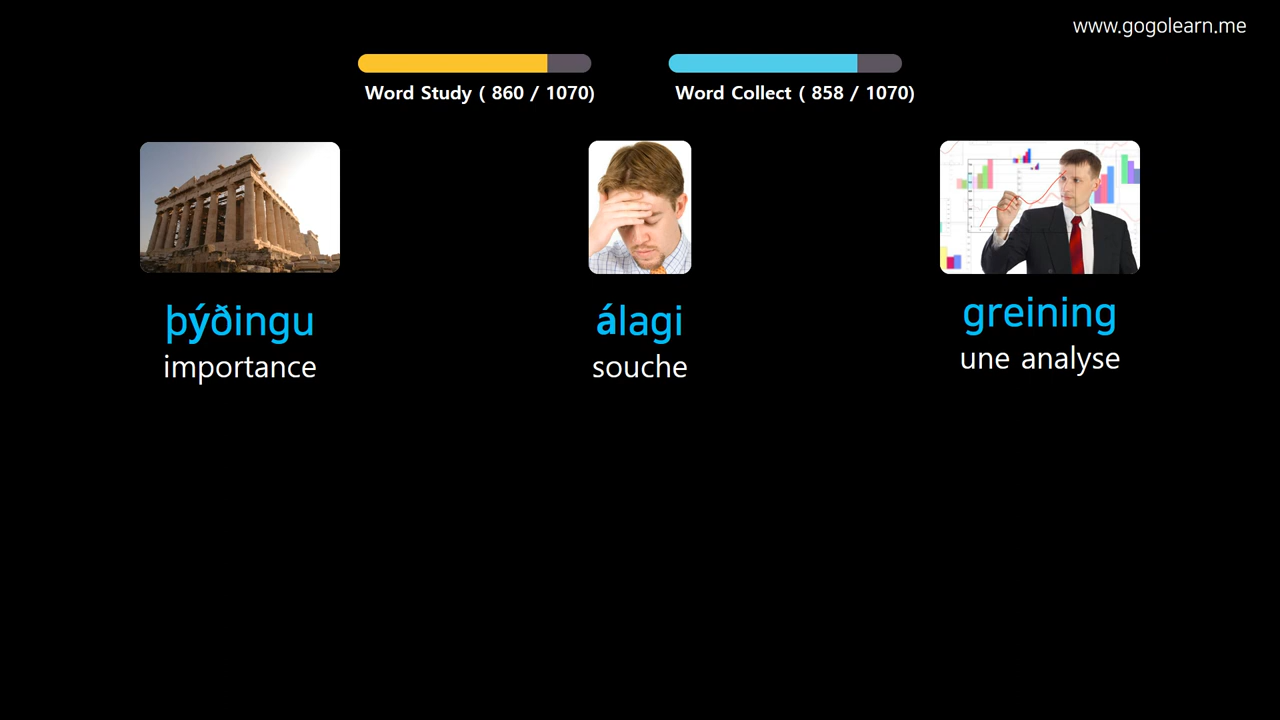 www.gogolearn.me
Word Study ( 860 / 1070)
Word Collect ( 858 / 1070)
þýðingu
importance
álagi
souche
greining
une analyse